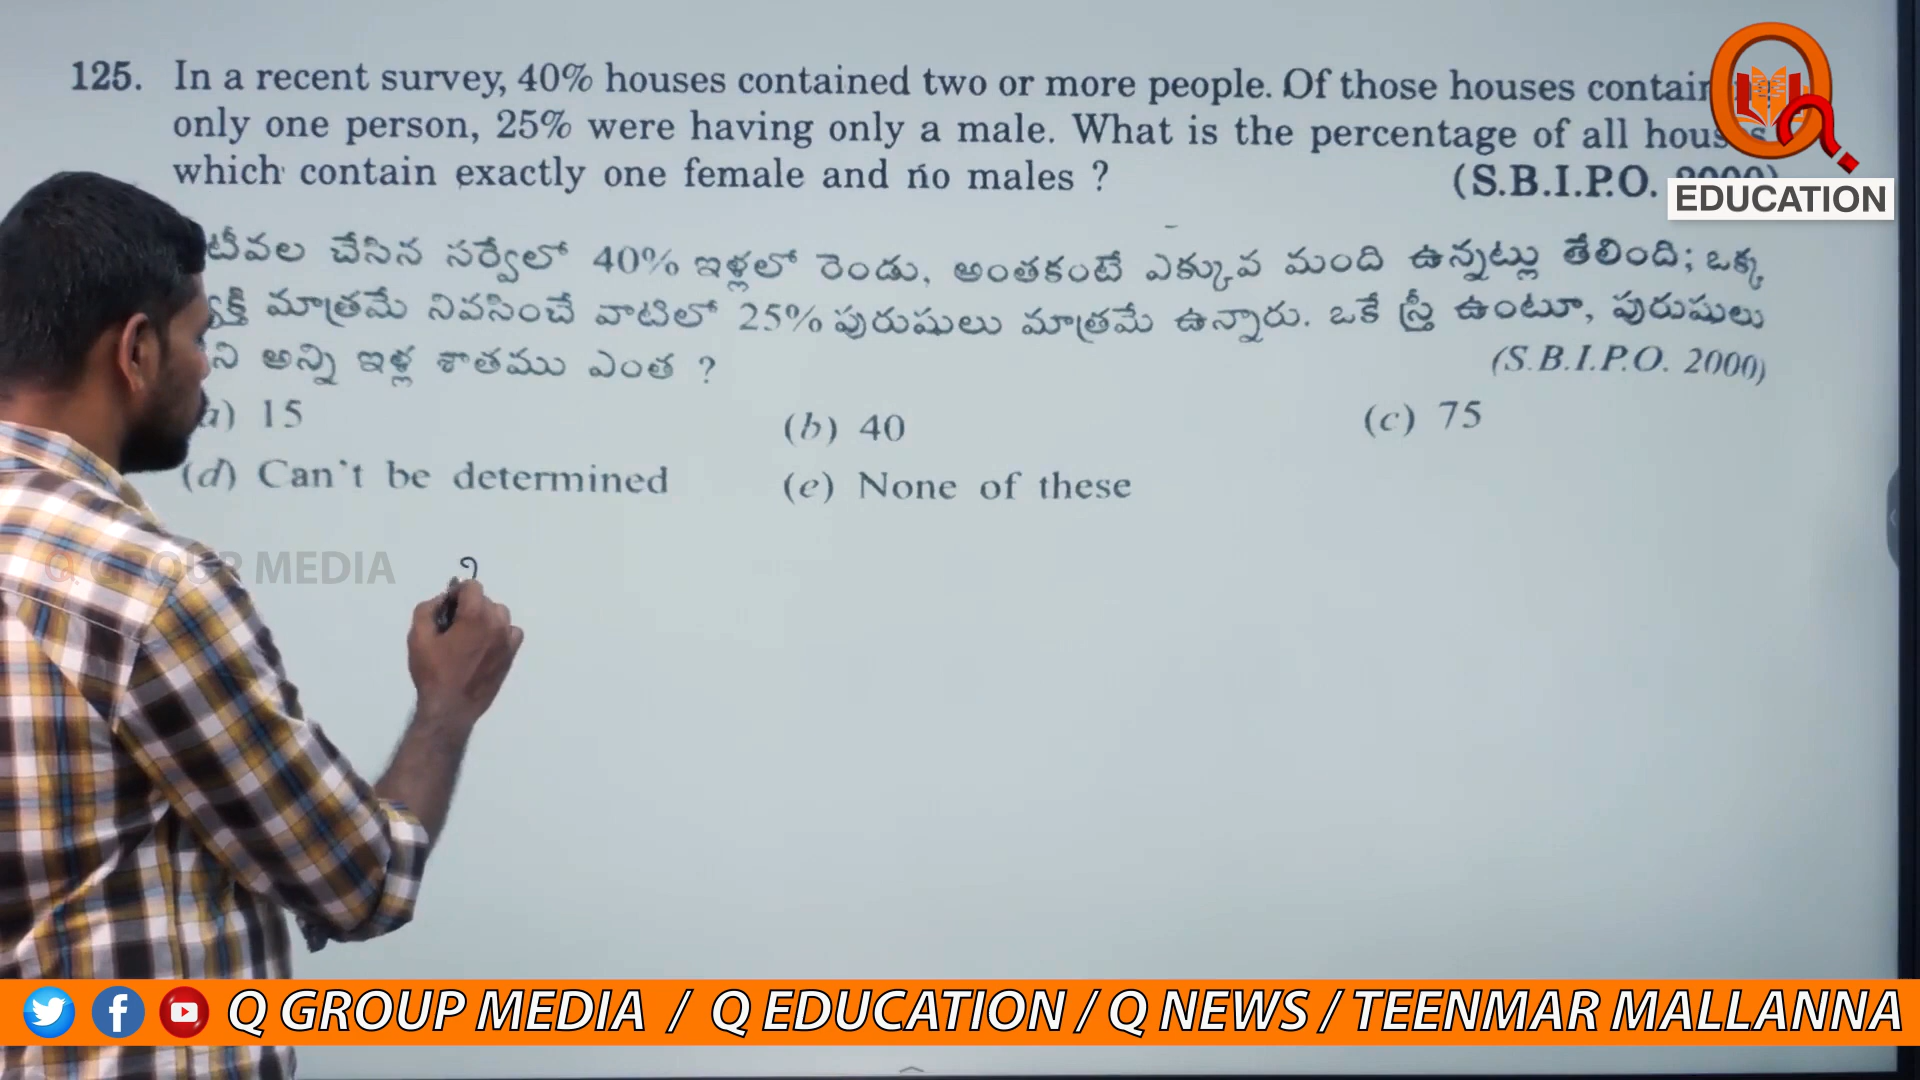 125. In a recent survey, 40% houses contained two or more people. Of those houses
only one person, 25% were having only a male. What is the percentage of all
which contain exactly one female and no males ? (S.B.I.P.O.
EDUCATION
చేసిన సర్వేలో 40% ఇళ్లలో రెండు, అంతకంటే ఎక్కువ మంది ఉన్నట్లు తేలింది; ఒక్క
మాత్రమే నివసించే వాటిలో 25% పురుషులు మాత్రమే ఉన్నారు. ఒకే స్త్రీ ఉంటూ, పురుషులు
అన్ని ఇళ్ల శాతము ఎంత ? (S.B.I.P.O. 2000)
15 (b) 40 (c) 75
(d) Can't be determined (e) None of these
Q GROUP MEDIA
Q GROUP MEDIA / Q EDUCATION / Q NEWS / TEENMAR MALLANNA